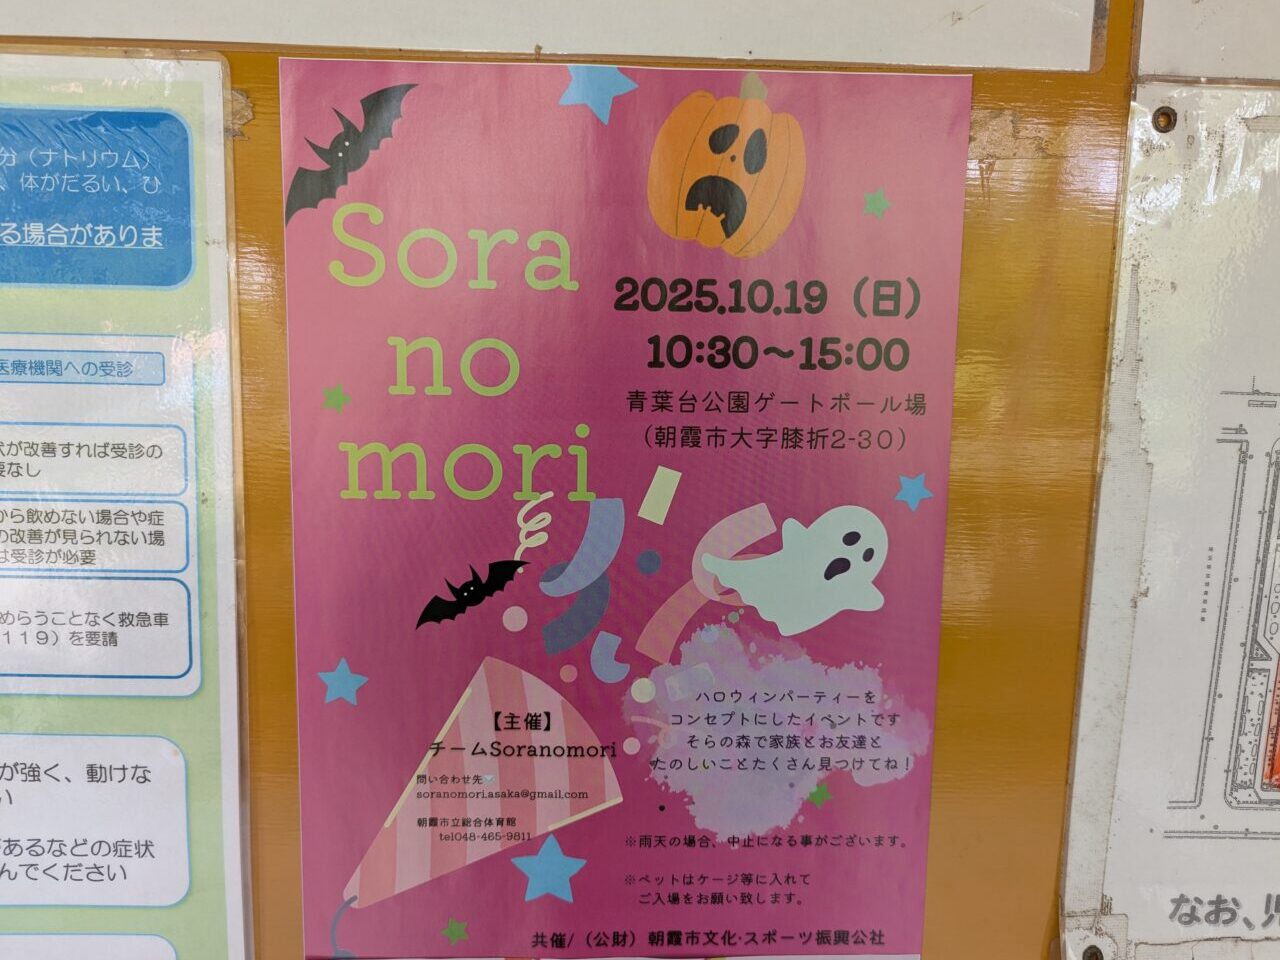 分（ナトリウム）
、体がだるい、ひ
る場合がありま
医療機関への受診
状が改善すれば受診の
要なし
から飲めない場合や症
の改善が見られない場
は受診が必要
めらうことなく救急車
１１９）を要請
が強く、動けな
い
があるなどの症状
んでください
Sora
no
mori
2025.10.19（日）
10:30～15:00
青葉台公園ゲートボール場
（朝霞市大字膝折2-30）
ハロウィンパーティーを
コンセプトにしたイベントです
そらの森で家族とお友達と
たのしいことたくさん見つけてね！
【主催】
チームSoranomori
問い合わせ先
soranomori.asaka@gmail.com
朝霞市立総合体育館
tel048-465-9811
※雨天の場合、中止になる事がございます。
※ペットはケージ等に入れて
ご入場をお願い致します。
共催/（公財）朝霞市文化・スポーツ振興公社
なお、児